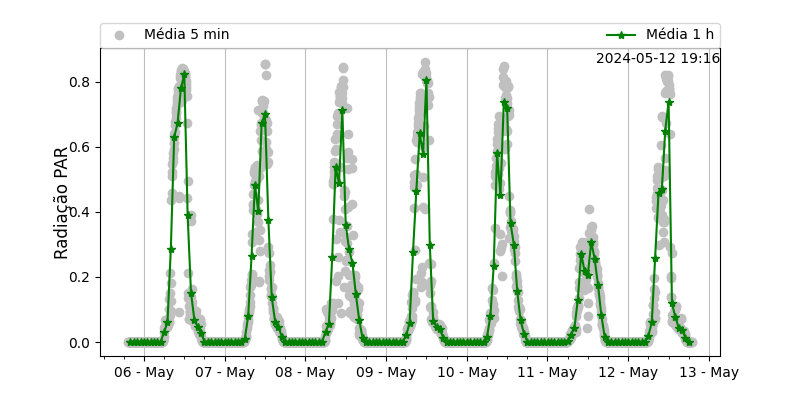 Média 5 min
Média 1 h
2024-05-12 19:16
Radiação PAR
0.8
0.6
0.4
0.2
0.0
06 - May
07 - May
08 - May
09 - May
10 - May
11 - May
12 - May
13 - May